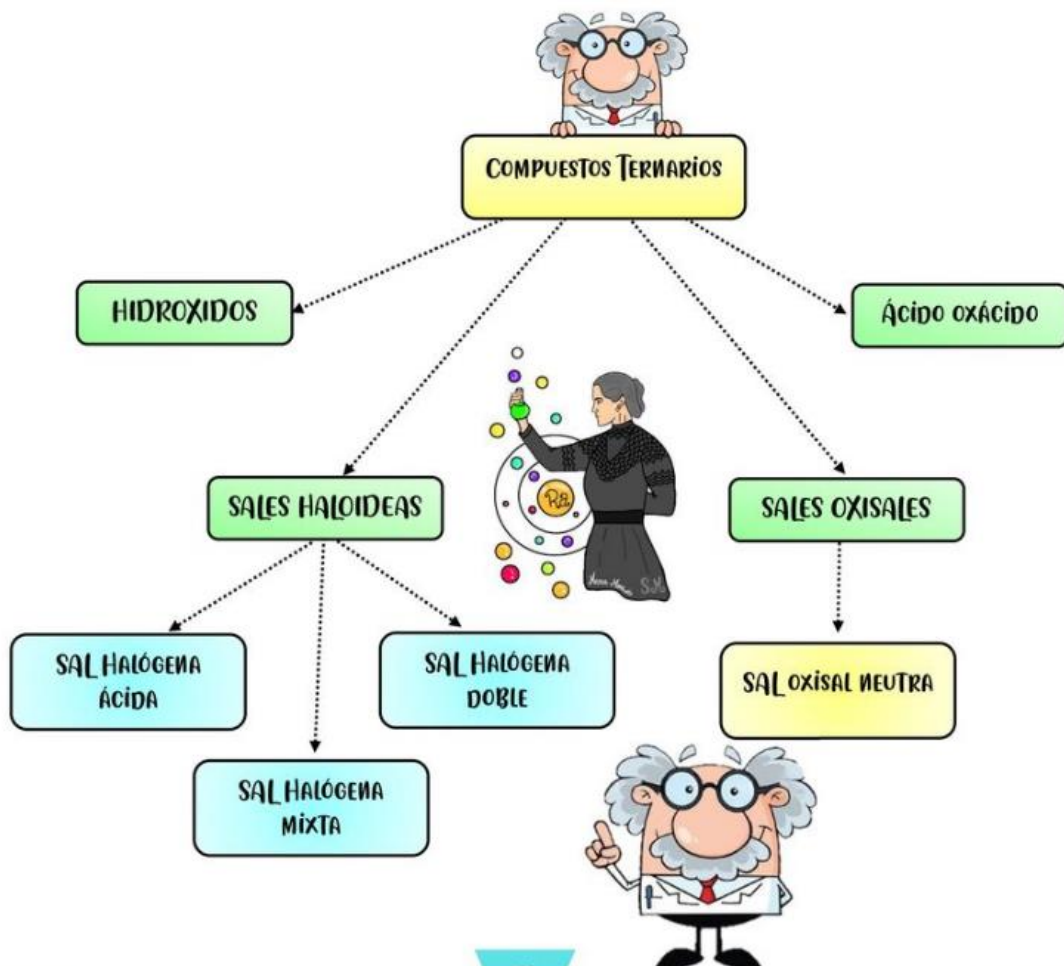 COMPUESTOS TERNARIOS
HIDROXIDOS
ÁCIDO OXÁCIDO
Ra
SALES HALOIDEAS
SALES OXISALES
SAL HALÓGENA
ÁCIDA
SAL HALÓGENA
DOBLE
SAL OXISAL NEUTRA
SAL HALÓGENA
MIXTA